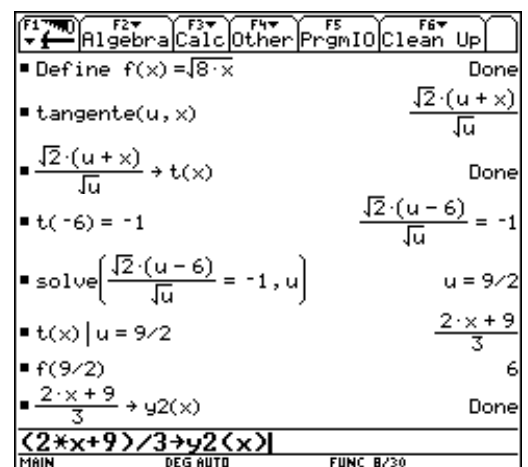 F1 F2 F3 F4 F5 F6
Algebra Calc Other PrgmIO Clean Up
▪ Define f(x) = √(8·x) Done
▪ tangente(u, x) √2·(u + x)/√u
▪ √2·(u + x)/√u → t(x) Done
▪ t(-6) = -1 √2·(u - 6)/√u = -1
▪ solve(√2·(u - 6)/√u = -1, u) u = 9/2
▪ t(x) | u = 9/2 2·x + 9/3
▪ f(9/2) 6
▪ 2·x + 9/3 → y2(x) Done
(2*x+9)/3→y2(x)
MAIN DEG AUTO FUNC 8/30